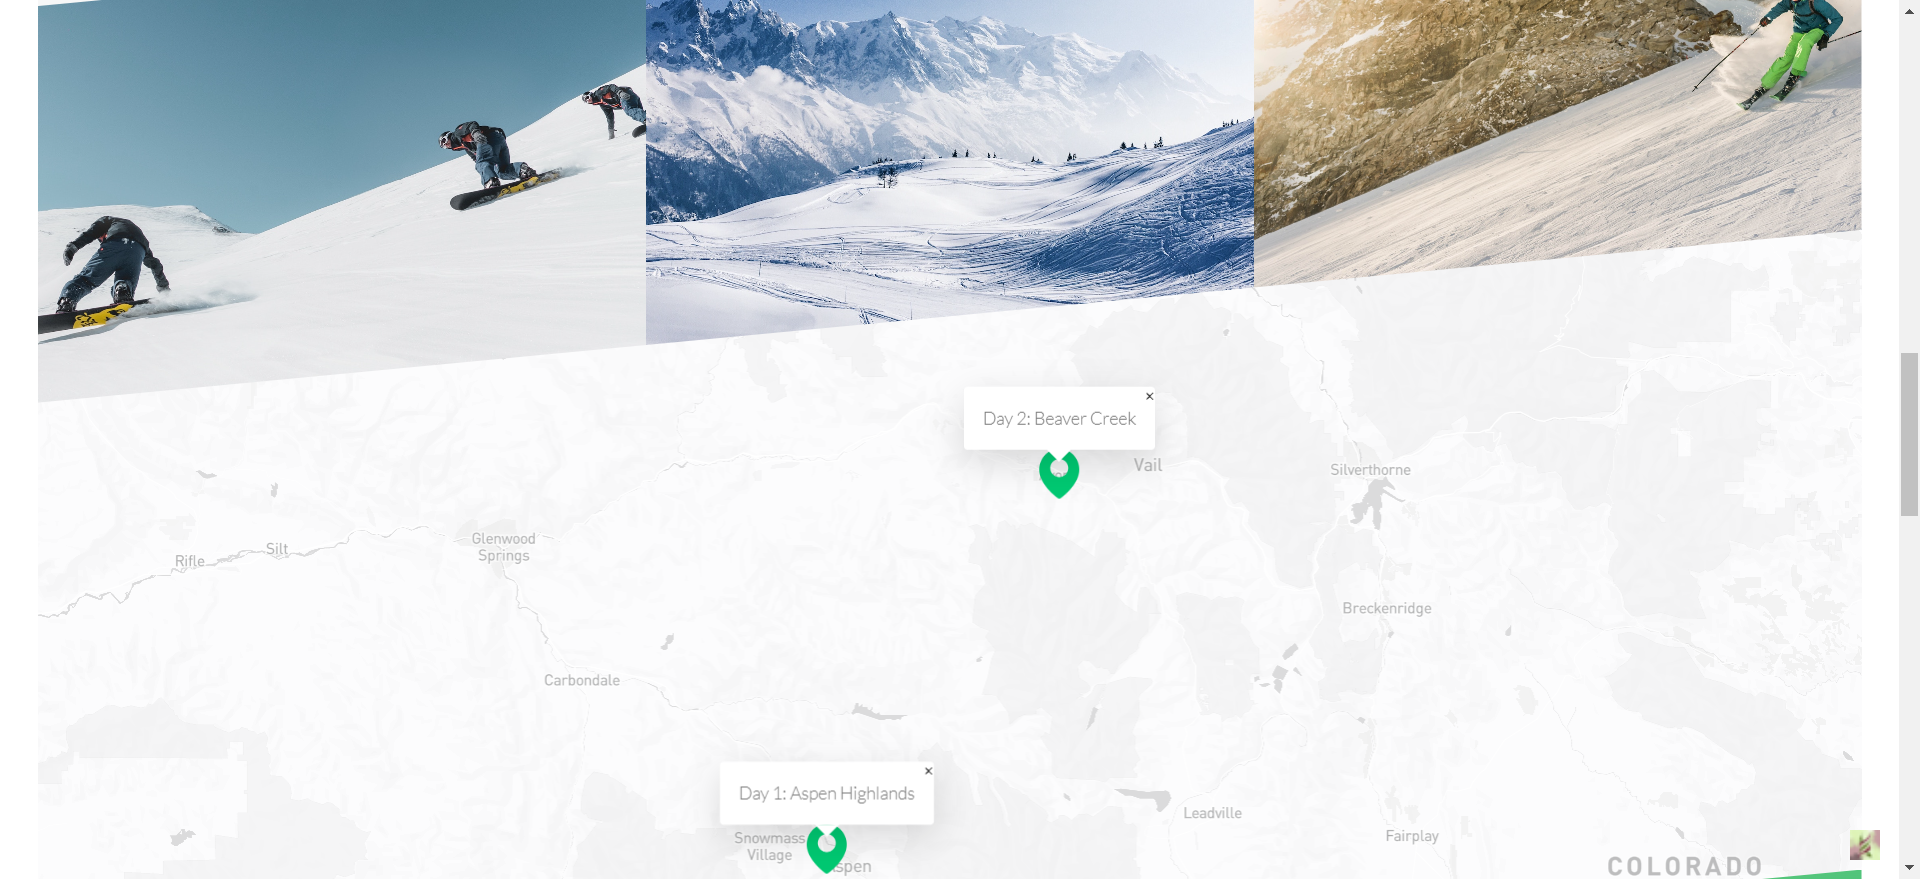 Day 2: Beaver Creek
×
Vail
Silverthorne
Glenwood
Springs
Silt
Rifle
Breckenridge
Carbondale
Day 1: Aspen Highlands
×
Leadville
Snowmass
Village
spen
Fairplay
COLORADO